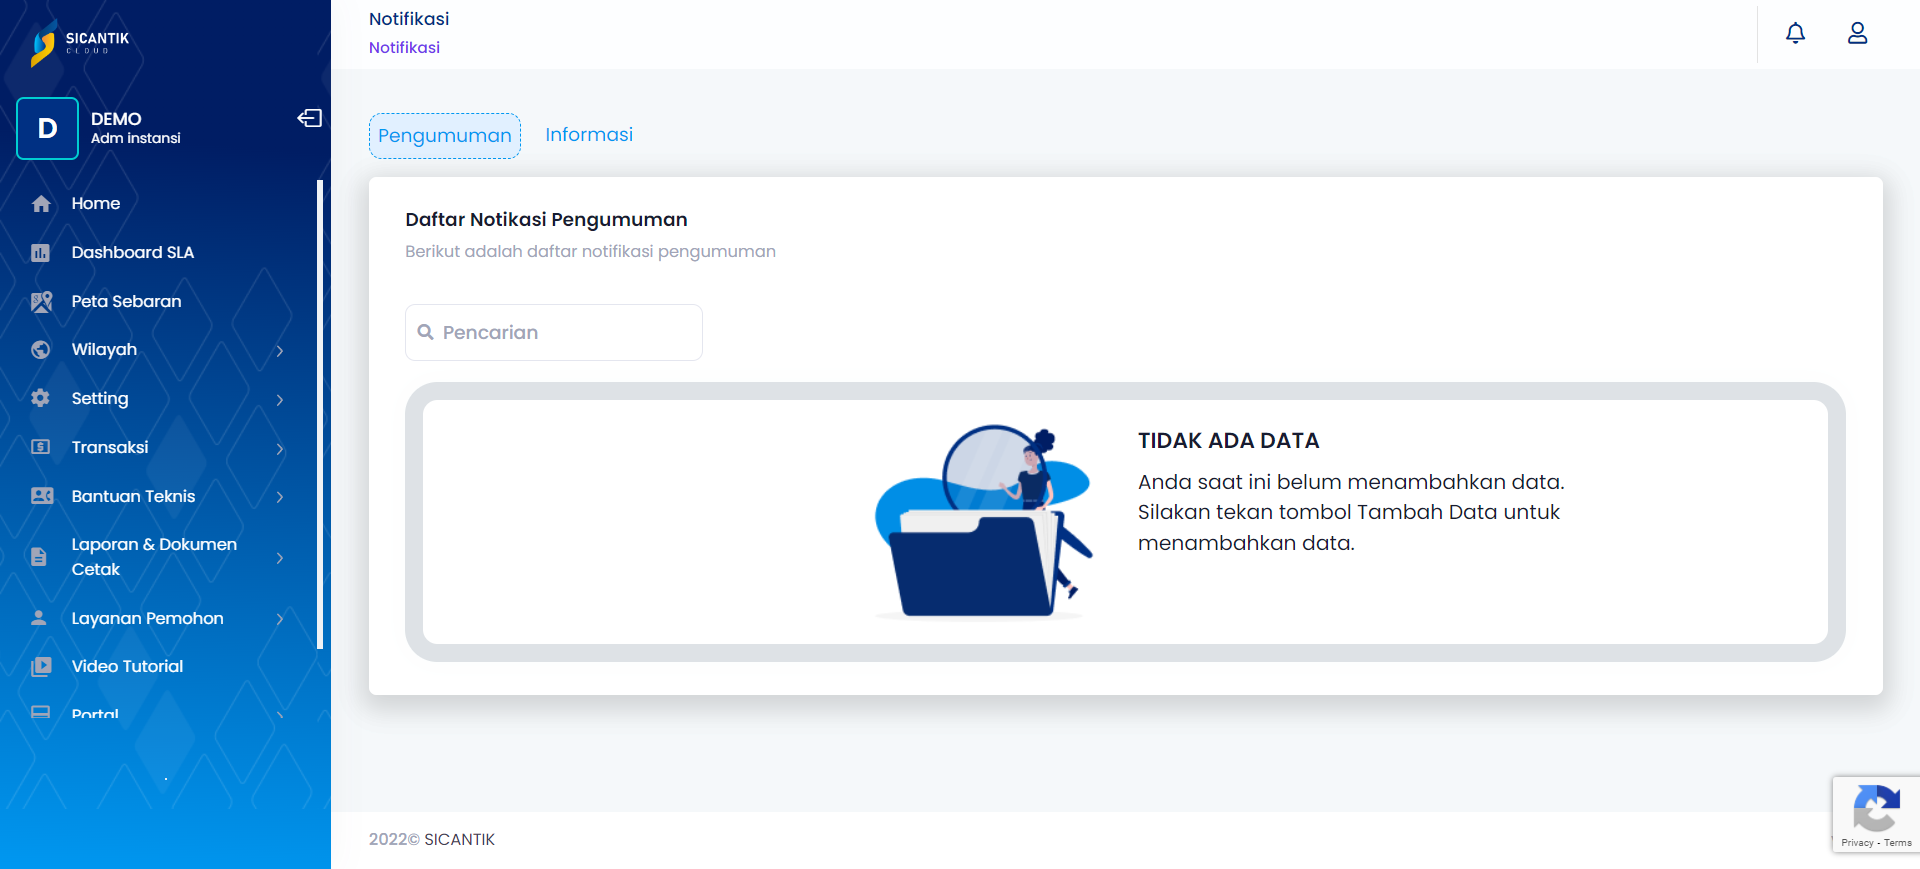 SICANTIK
CLOUD
D
DEMO
Adm instansi
Home
Dashboard SLA
Peta Sebaran
Wilayah
Setting
Transaksi
Bantuan Teknis
Laporan & Dokumen
Cetak
Layanan Pemohon
Video Tutorial
Portal
Notifikasi
Notifikasi
Pengumuman
Informasi
Daftar Notikasi Pengumuman
Berikut adalah daftar notifikasi pengumuman
Pencarian
TIDAK ADA DATA
Anda saat ini belum menambahkan data.
Silakan tekan tombol Tambah Data untuk
menambahkan data.
2022© SICANTIK
Privacy - Terms